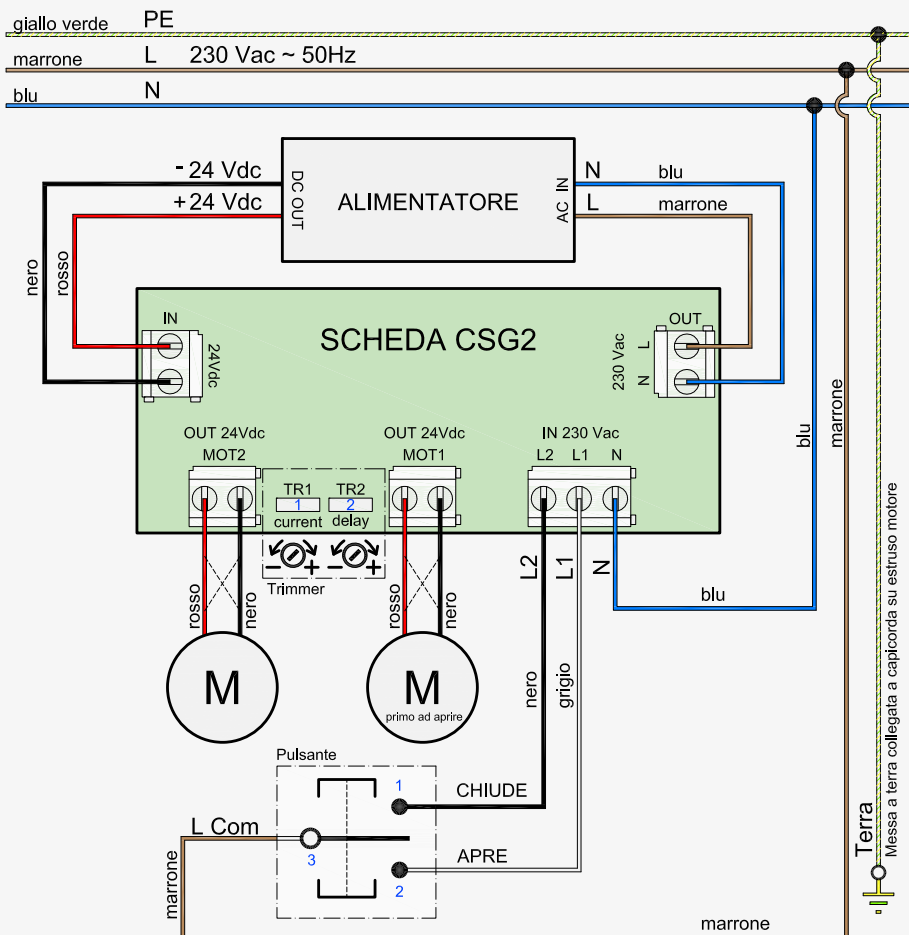 giallo verde PE
marrone L 230 Vac ~ 50Hz
blu N
- 24 Vdc
+ 24 Vdc
DC OUT
ALIMENTATORE
AC IN
N blu
L marrone
nero
rosso
SCHEDA CSG2
IN
24Vdc
OUT
230 Vac
L
N
OUT 24Vdc
MOT2
OUT 24Vdc
MOT1
IN 230 Vac
L2 L1 N
TR1
1
current
TR2
2
delay
- + - +
Trimmer
rosso
nero
rosso
nero
L2
L1
N
blu
blu
marrone
nero
grigio
M
M
primo ad aprire
Pulsante
1
CHIUDE
L Com
3
APRE
2
marrone
marrone
Terra
Messa a terra collegata a capicorda su estruso motore